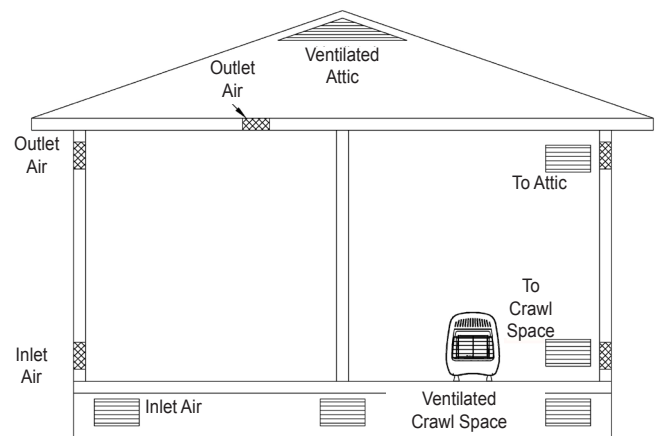 Ventilated
Attic
Outlet
Air
Outlet
Air
To Attic
To
Crawl
Space
Inlet
Air
Inlet Air
Ventilated
Crawl Space